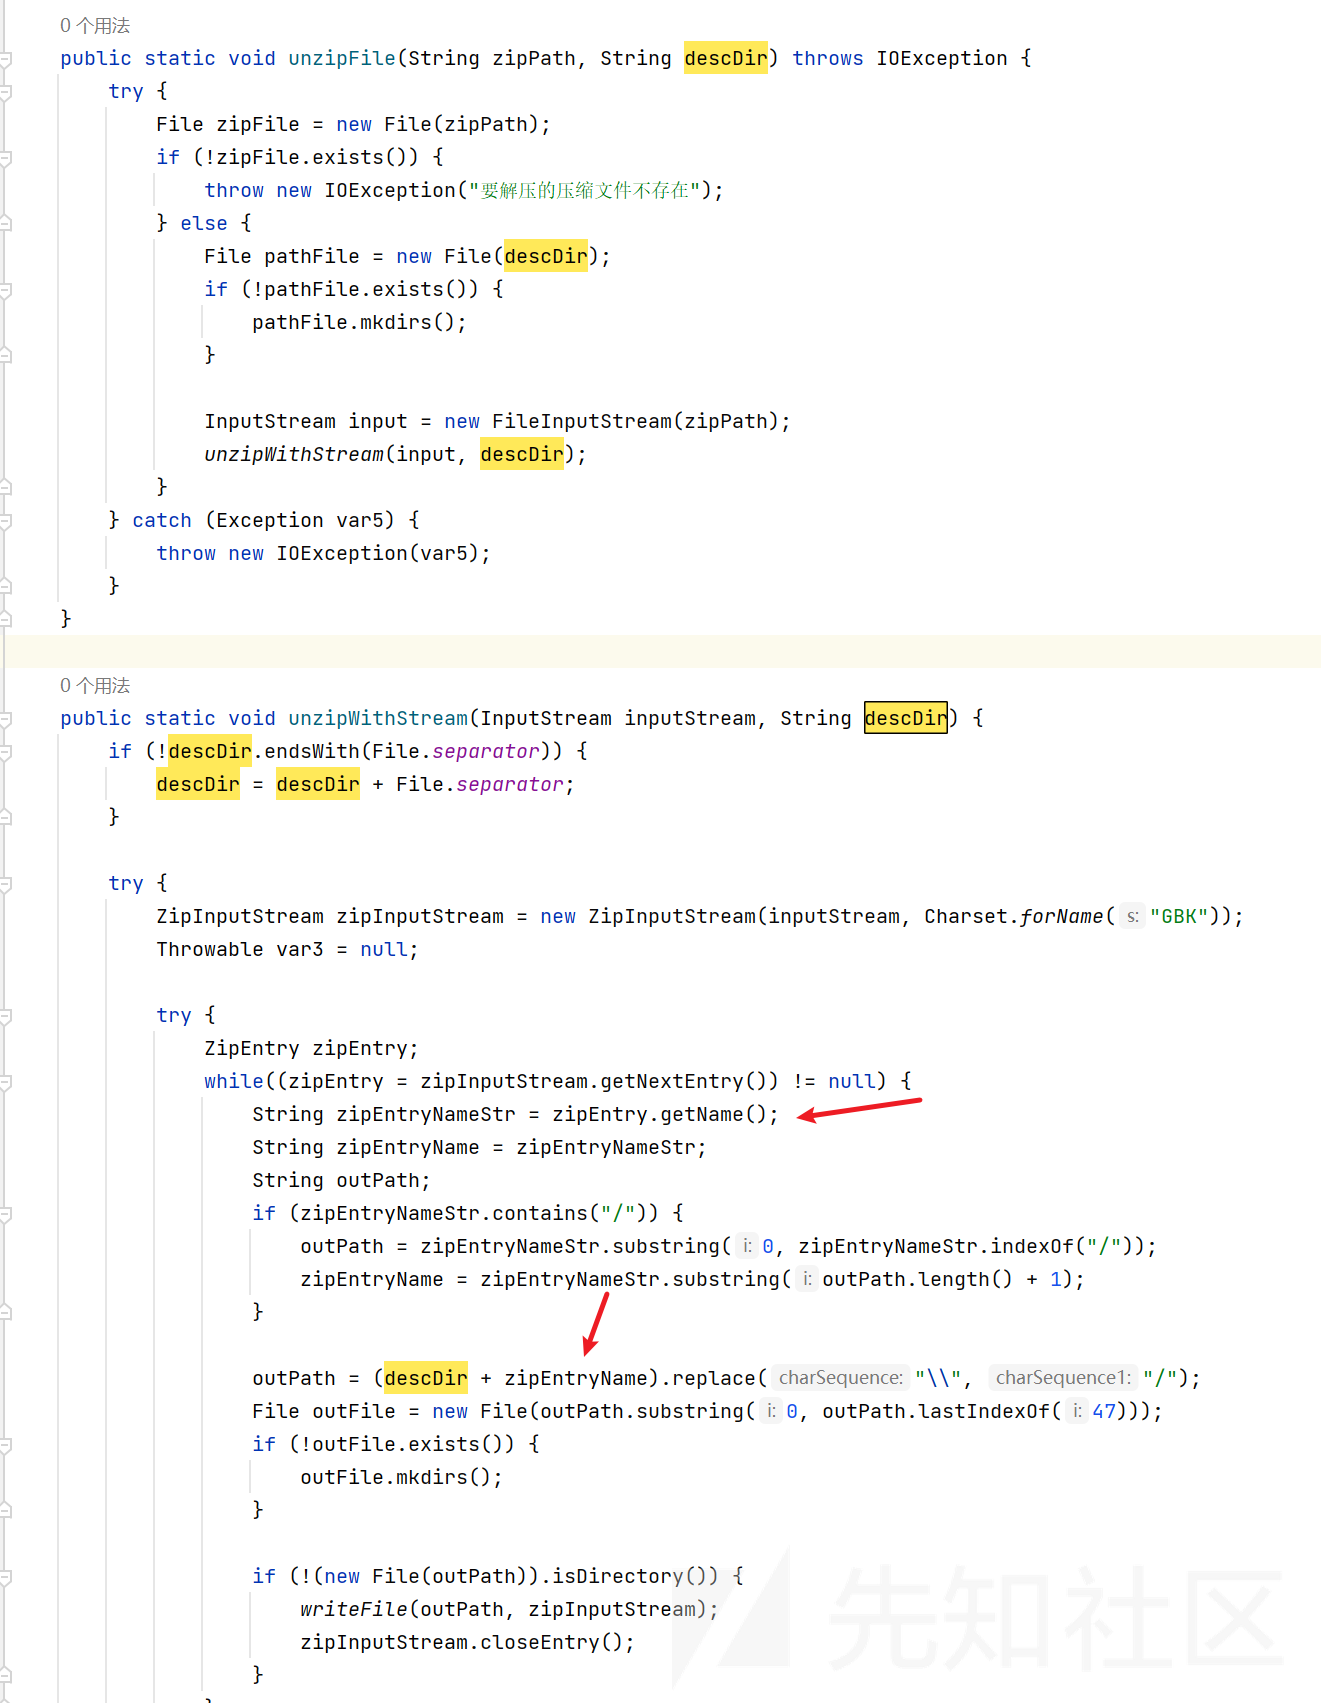 0 个用法
public static void unzipFile(String zipPath, String descDir) throws IOException {
try {
File zipFile = new File(zipPath);
if (!zipFile.exists()) {
throw new IOException("要解压的压缩文件不存在");
} else {
File pathFile = new File(descDir);
if (!pathFile.exists()) {
pathFile.mkdirs();
}
InputStream input = new FileInputStream(zipPath);
unzipWithStream(input, descDir);
}
} catch (Exception var5) {
throw new IOException(var5);
}
}
0 个用法
public static void unzipWithStream(InputStream inputStream, String descDir) {
if (!descDir.endsWith(File.separator)) {
descDir = descDir + File.separator;
}
try {
ZipInputStream zipInputStream = new ZipInputStream(inputStream, Charset.forName( s: "GBK"));
Throwable var3 = null;
try {
ZipEntry zipEntry;
while((zipEntry = zipInputStream.getNextEntry()) != null) {
String zipEntryNameStr = zipEntry.getName();
String zipEntryName = zipEntryNameStr;
String outPath;
if (zipEntryNameStr.contains("/")) {
outPath = zipEntryNameStr.substring( i: 0, zipEntryNameStr.indexOf("/"));
zipEntryName = zipEntryNameStr.substring( i: outPath.length() + 1);
}
outPath = (descDir + zipEntryName).replace( charSequence: "\\", charSequence1: "/");
File outFile = new File(outPath.substring( i: 0, outPath.lastIndexOf( i: 47)));
if (!outFile.exists()) {
outFile.mkdirs();
}
if (!(new File(outPath)).isDirectory()) {
writeFile(outPath, zipInputStream);
zipInputStream.closeEntry();
}
先知社区